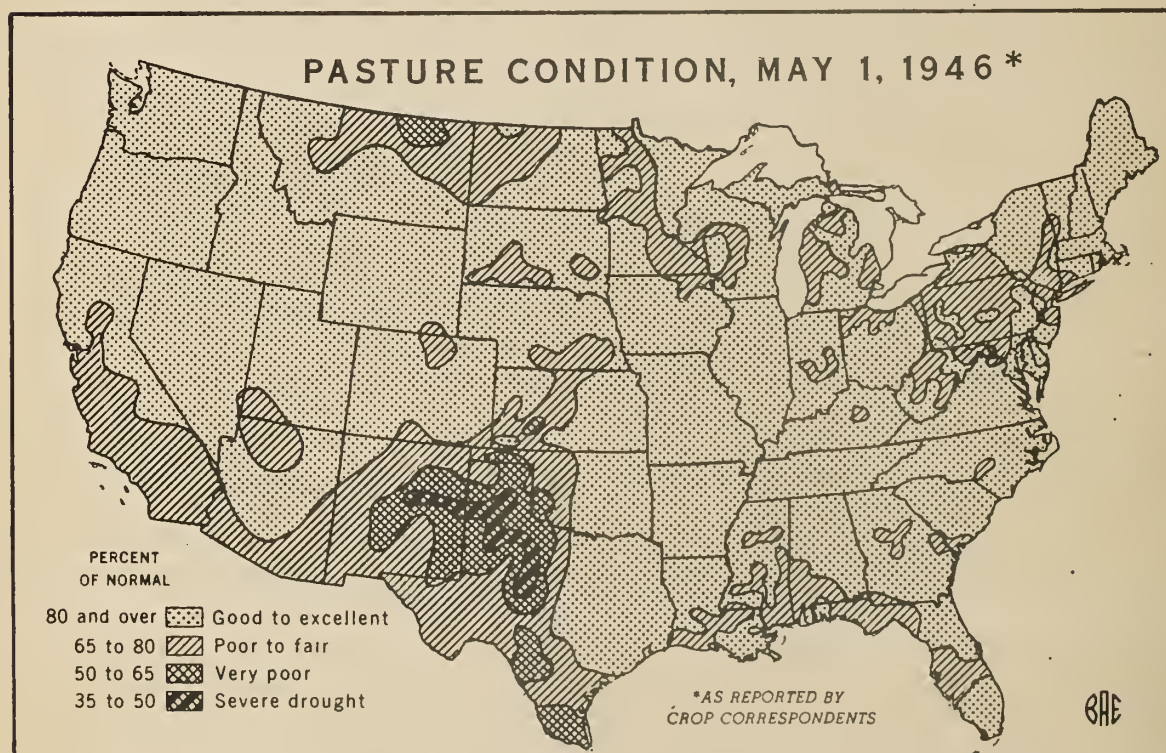 PASTURE CONDITION, MAY 1, 1946*
PERCENT
OF NORMAL
80 and over Good to excellent
65 to 80 Poor to fair
50 to 65 Very poor
35 to 50 Severe drought
*AS REPORTED BY
CROP CORRESPONDENTS
BAE